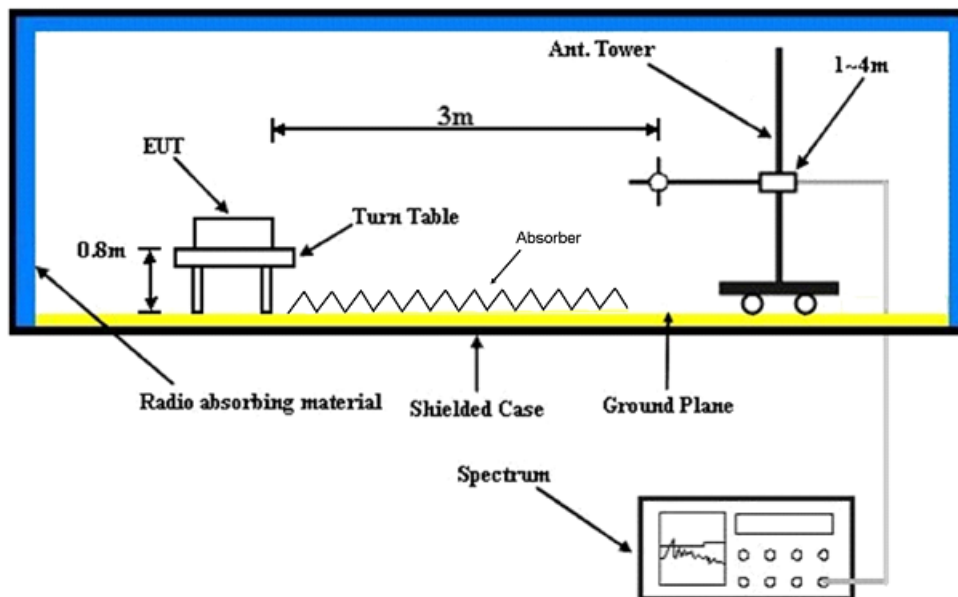 Ant. Tower
1~4m
3m
EUT
Turn Table
0.8m
Absorber
Radio absorbing material
Shielded Case
Ground Plane
Spectrum